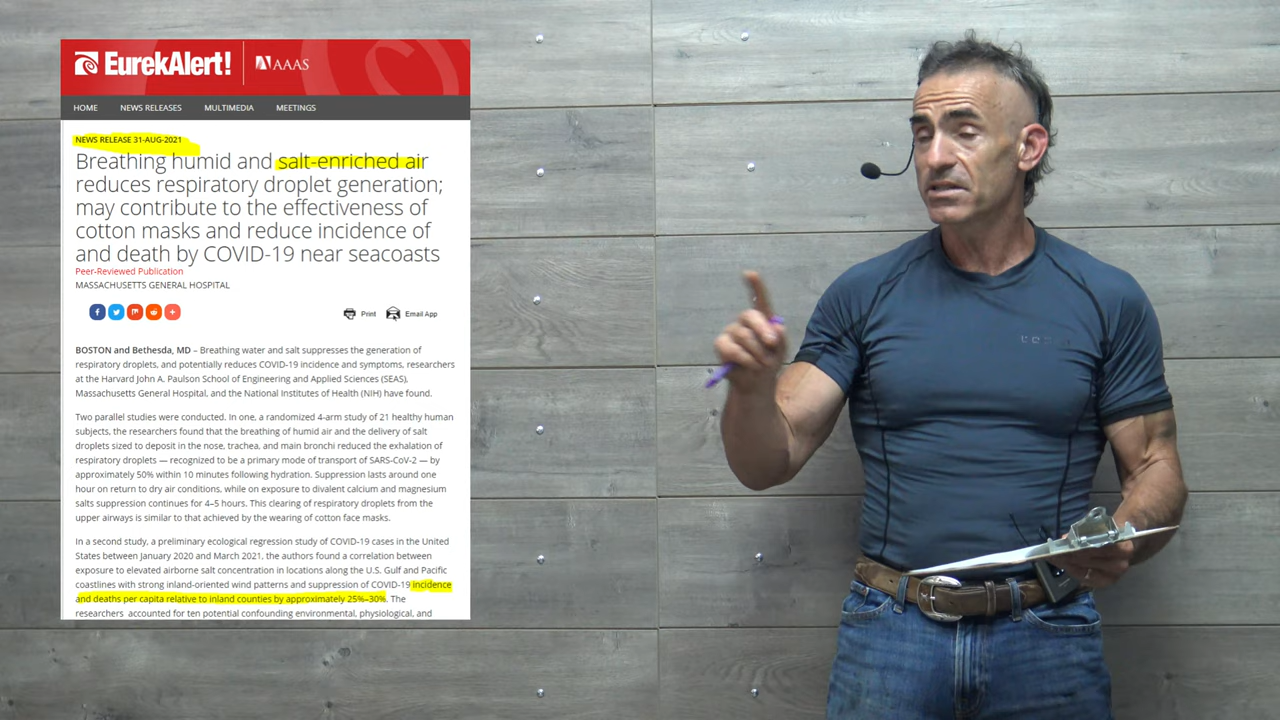 EurekAlert! AAAS
HOME NEWS RELEASES MULTIMEDIA MEETINGS
NEWS RELEASE 31-AUG-2021
Breathing humid and salt-enriched air
reduces respiratory droplet generation;
may contribute to the effectiveness of
cotton masks and reduce incidence of
and death by COVID-19 near seacoasts
Peer-Reviewed Publication
MASSACHUSETTS GENERAL HOSPITAL
Print Email App
BOSTON and Bethesda, MD – Breathing water and salt suppresses the generation of
respiratory droplets, and potentially reduces COVID-19 incidence and symptoms, researchers
at the Harvard John A. Paulson School of Engineering and Applied Sciences (SEAS),
Massachusetts General Hospital, and the National Institutes of Health (NIH) have found.
Two parallel studies were conducted. In one, a randomized 4-arm study of 21 healthy human
subjects, the researchers found that the breathing of humid air and the delivery of salt
droplets sized to deposit in the nose, trachea, and main bronchi reduced the exhalation of
respiratory droplets — recognized to be a primary mode of transport of SARS-CoV-2 — by
approximately 50% within 10 minutes following hydration. Suppression lasts around one
hour on return to dry air conditions, while on exposure to divalent calcium and magnesium
salts suppression continues for 4–5 hours. This clearing of respiratory droplets from the
upper airways is similar to that achieved by the wearing of cotton face masks.
In a second study, a preliminary ecological regression study of COVID-19 cases in the United
States between January 2020 and March 2021, the authors found a correlation between
exposure to elevated airborne salt concentration in locations along the U.S. Gulf and Pacific
coastlines with strong inland-oriented wind patterns and suppression of COVID-19 incidence
and deaths per capita relative to inland counties by approximately 25%–30%. The
researchers accounted for ten potential confounding environmental, physiological, and